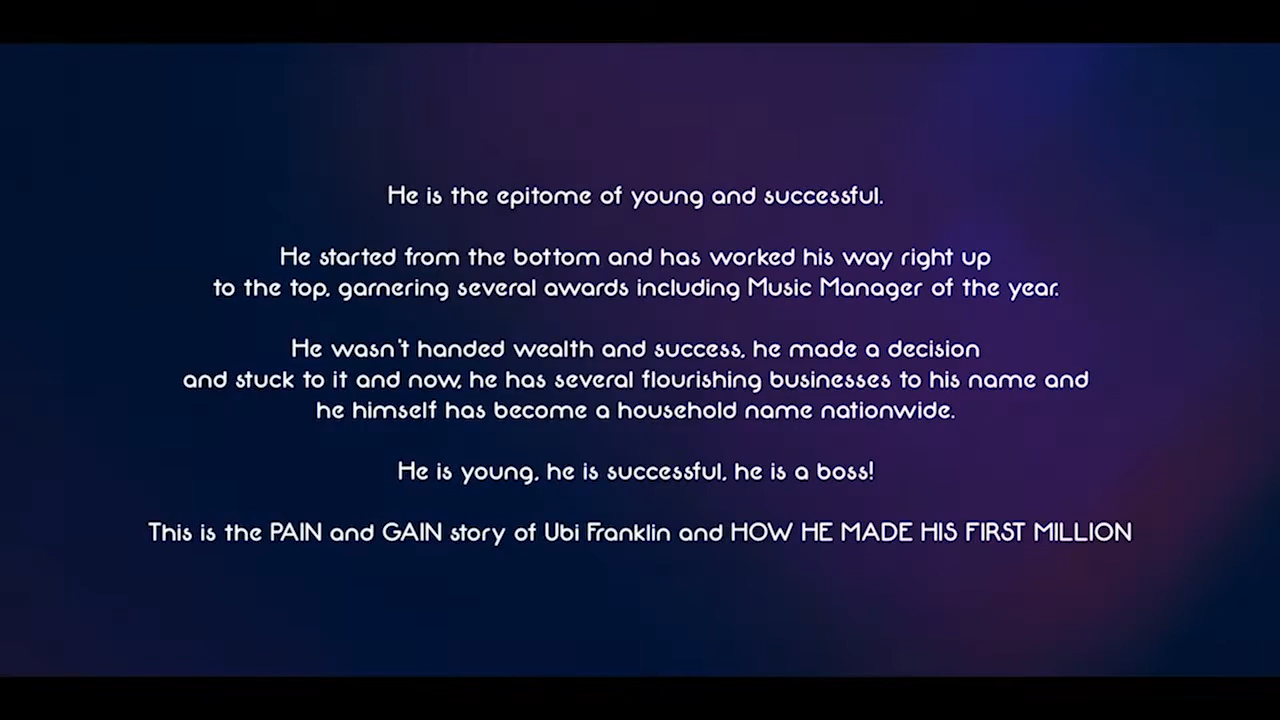 He is the epitome of young and successful.
He started from the bottom and has worked his way right up
to the top, garnering several awards including Music Manager of the year.
He wasn't handed wealth and success, he made a decision
and stuck to it and now, he has several flourishing businesses to his name and
he himself has become a household name nationwide.
He is young, he is successful, he is a boss!
This is the PAIN and GAIN story of Ubi Franklin and HOW HE MADE HIS FIRST MILLION